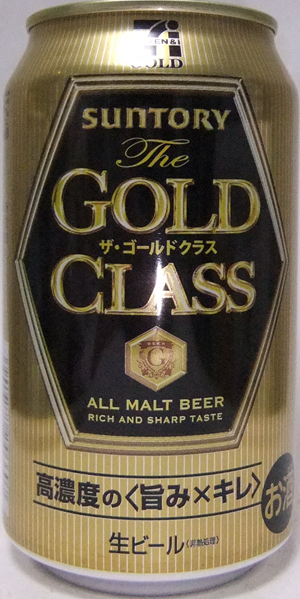 7
EN&i
GOLD
SUNTORY
The
GOLD
ザ・ゴールドクラス
CLASS
G
ALL MALT BEER
RICH AND SHARP TASTE
高濃度の〈旨み×キレ〉
お酒
生ビール〈非熱処理〉